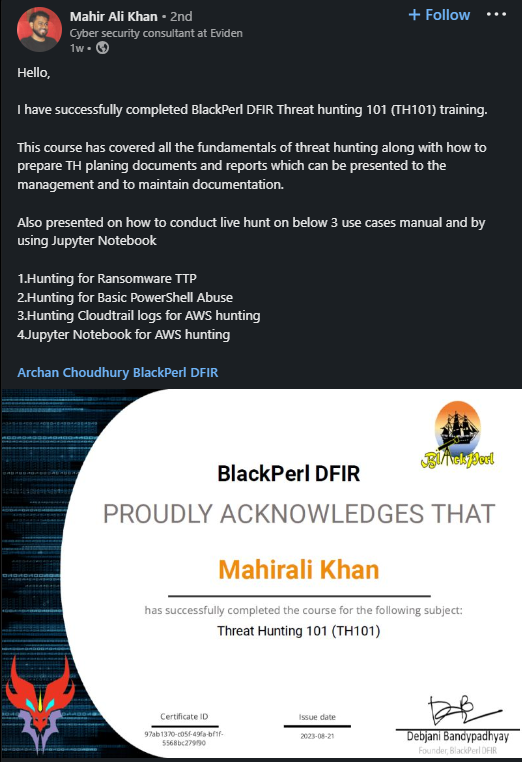 Mahir Ali Khan • 2nd
+ Follow
Cyber security consultant at Eviden
1w •
Hello,
I have successfully completed BlackPerl DFIR Threat hunting 101 (TH101) training.
This course has covered all the fundamentals of threat hunting along with how to
prepare TH planing documents and reports which can be presented to the
management and to maintain documentation.
Also presented on how to conduct live hunt on below 3 use cases manual and by
using Jupyter Notebook
1.Hunting for Ransomware TTP
2.Hunting for Basic PowerShell Abuse
3.Hunting Cloudtrail logs for AWS hunting
4.Jupyter Notebook for AWS hunting
Archan Choudhury BlackPerl DFIR
BlackPerl
BlackPerl DFIR
PROUDLY ACKNOWLEDGES THAT
Mahirali Khan
has successfully completed the course for the following subject:
Threat Hunting 101 (TH101)
Certificate ID
97ab1370-c05f-49fa-bf1f-
5568bc279f90
Issue date
2023-08-21
Debjani Bandypadhyay
Founder, BlackPerl DFIR